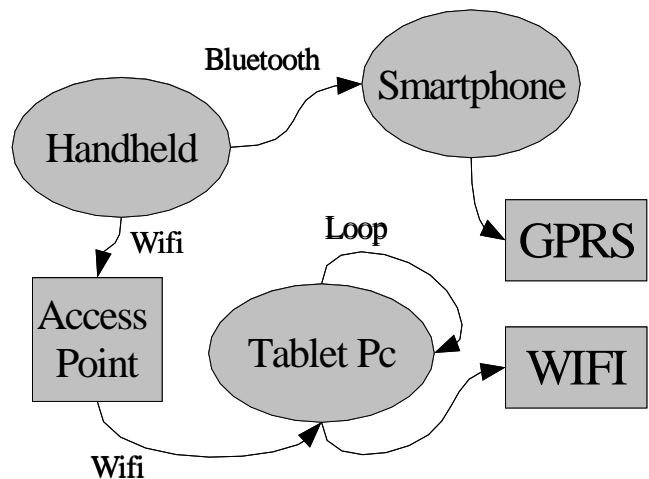 Bluetooth
Smartphone
Handheld
Wifi
Loop
GPRS
Access
Point
Tablet Pc
WIFI
Wifi